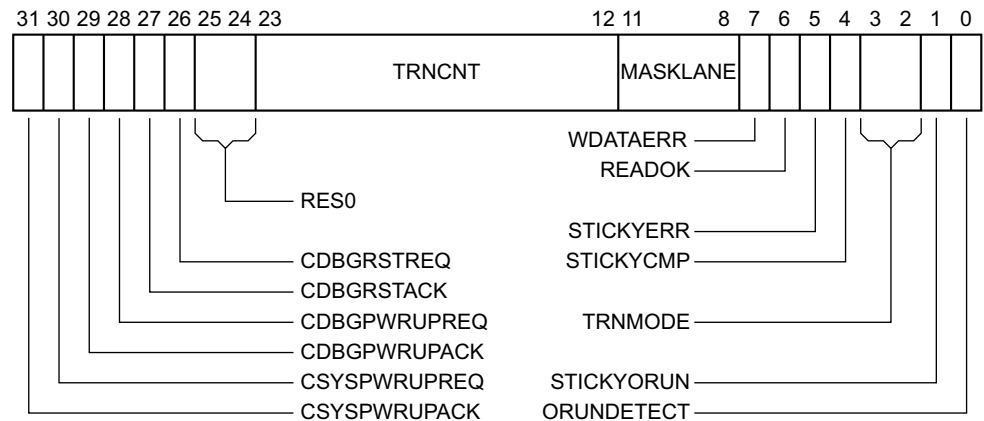 31 30 29 28 27 26 25 24 23 12 11 8 7 6 5 4 3 2 1 0
TRNCNT MASKLANE
WDATAERR
READOK
RES0
STICKYERR
CDBGRSTREQ STICKYCMP
CDBGRSTACK
CDBGPWRUPREQ TRNMODE
CDBGPWRUPACK
CSYSPWRUPREQ STICKYORUN
CSYSPWRUPACK ORUNDETECT